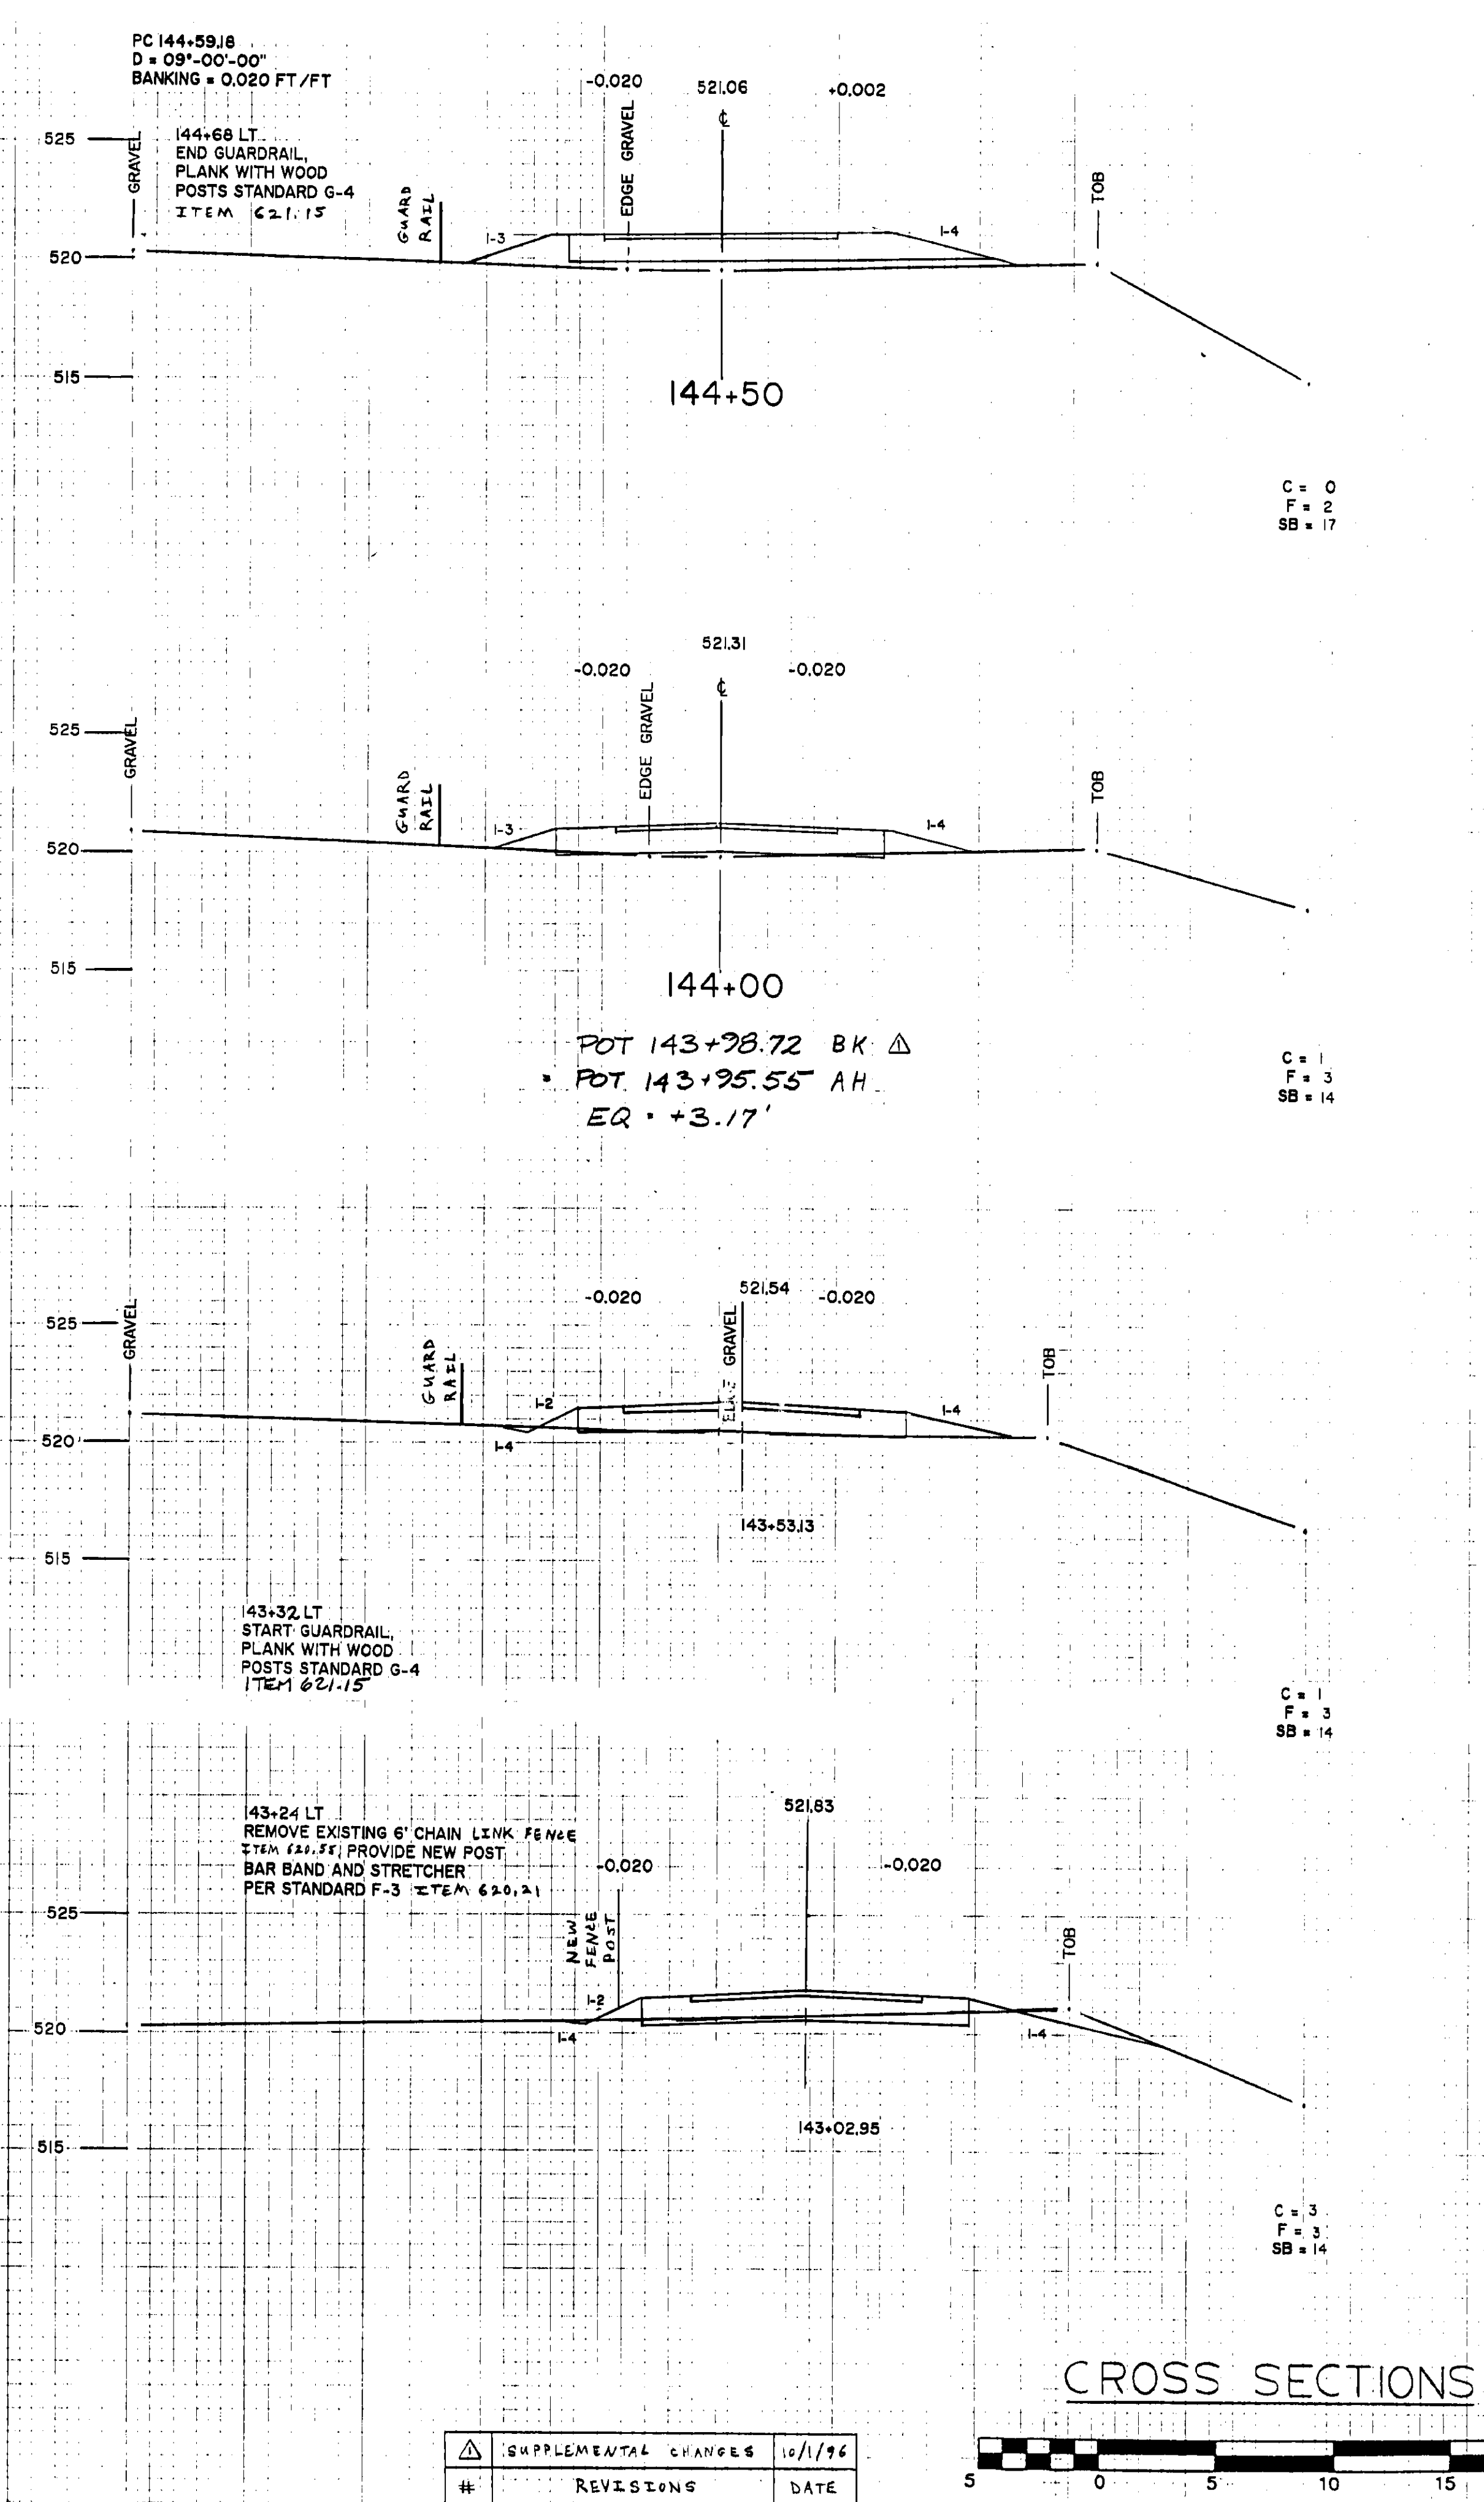 PC 144+59.18
D = 09°-00'-00"
BANKING = 0.020 FT/FT
-0.020
521.06
+0.002
℄
525
GRAVEL
144+68 LT
END GUARDRAIL,
PLANK WITH WOOD
POSTS STANDARD G-4
ITEM 621.15
GUARD
RAIL
EDGE GRAVEL
TOB
1-3
1-4
520
515
144+50
C = 0
F = 2
SB = 17
521.31
-0.020
-0.020
℄
525
GRAVEL
GUARD
RAIL
EDGE GRAVEL
TOB
1-3
1-4
520
515
144+00
POT 143+98.72 BK ⚠
= POT 143+95.55 AH
EQ = +3.17'
C = 1
F = 3
SB = 14
521.54
-0.020
-0.020
525
GRAVEL
GUARD
RAIL
EDGE GRAVEL
TOB
1-2
1-4
1-4
520
143+53.13
515
143+32 LT
START GUARDRAIL,
PLANK WITH WOOD
POSTS STANDARD G-4
ITEM 621.15
C = 1
F = 3
SB = 14
143+24 LT
REMOVE EXISTING 6' CHAIN LINK FENCE
ITEM 620.55; PROVIDE NEW POST
BAR BAND AND STRETCHER
PER STANDARD F-3 ITEM 620.21
521.83
-0.020
-0.020
525
NEW
FENCE
POST
TOB
1-2
1-4
1-4
520
143+02.95
515
C = 3
F = 3
SB = 14
CROSS SECTIONS
1 SUPPLEMENTAL CHANGES 10/1/96
# REVISIONS DATE
5 0 5 10 15